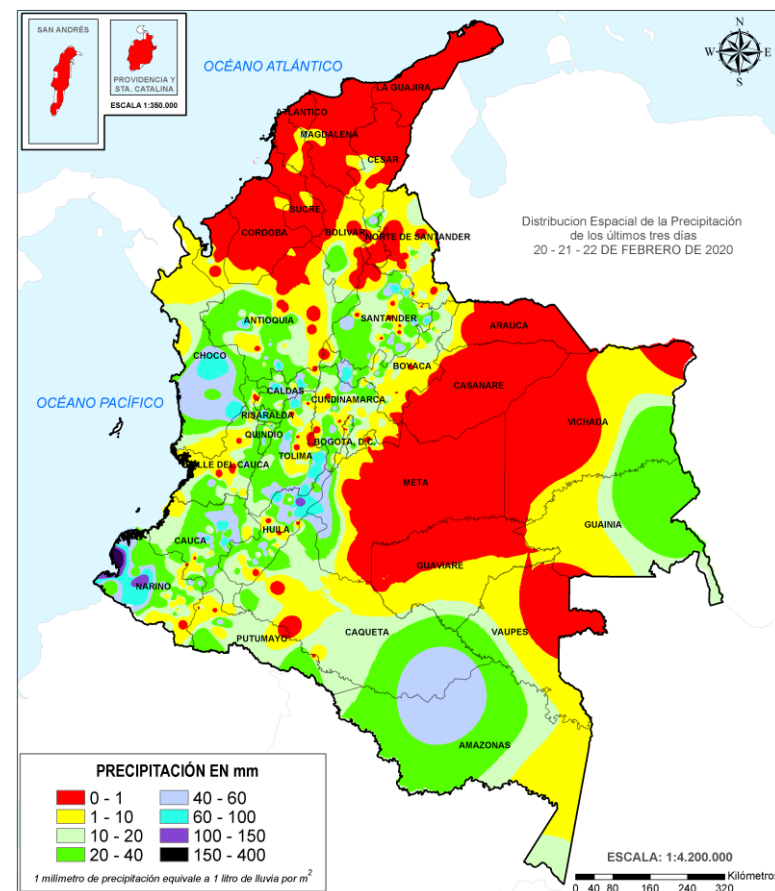 SAN ANDRÉS
PROVIDENCIA Y
STA. CATALINA
ESCALA 1:350.000
OCÉANO ATLÁNTICO
N
W
E
S
LA GUAJIRA
ATLANTICO
MAGDALENA
CESAR
SUCRE
CORDOBA
BOLIVAR
NORTE DE SANTANDER
Distribucion Espacial de la Precipitación
de los últimos tres días
20 - 21 - 22 DE FEBRERO DE 2020
ANTIOQUIA
SANTANDER
ARAUCA
CHOCO
BOYACA
CASANARE
OCÉANO PACÍFICO
CALDAS
CUNDINAMARCA
RISARALDA
VICHADA
QUINDIO
BOGOTA, D.C.
TOLIMA
VALLE DEL CAUCA
META
GUAINIA
CAUCA
HUILA
GUAVIARE
NARIÑO
PUTUMAYO
CAQUETA
VAUPES
AMAZONAS
PRECIPITACIÓN EN mm
0 - 1
40 - 60
1 - 10
60 - 100
10 - 20
100 - 150
20 - 40
150 - 400
1 milímetro de precipitación equivale a 1 litro de lluvia por m²
ESCALA: 1:4.200.000
Kilómetros
0 40 80 160 240 320